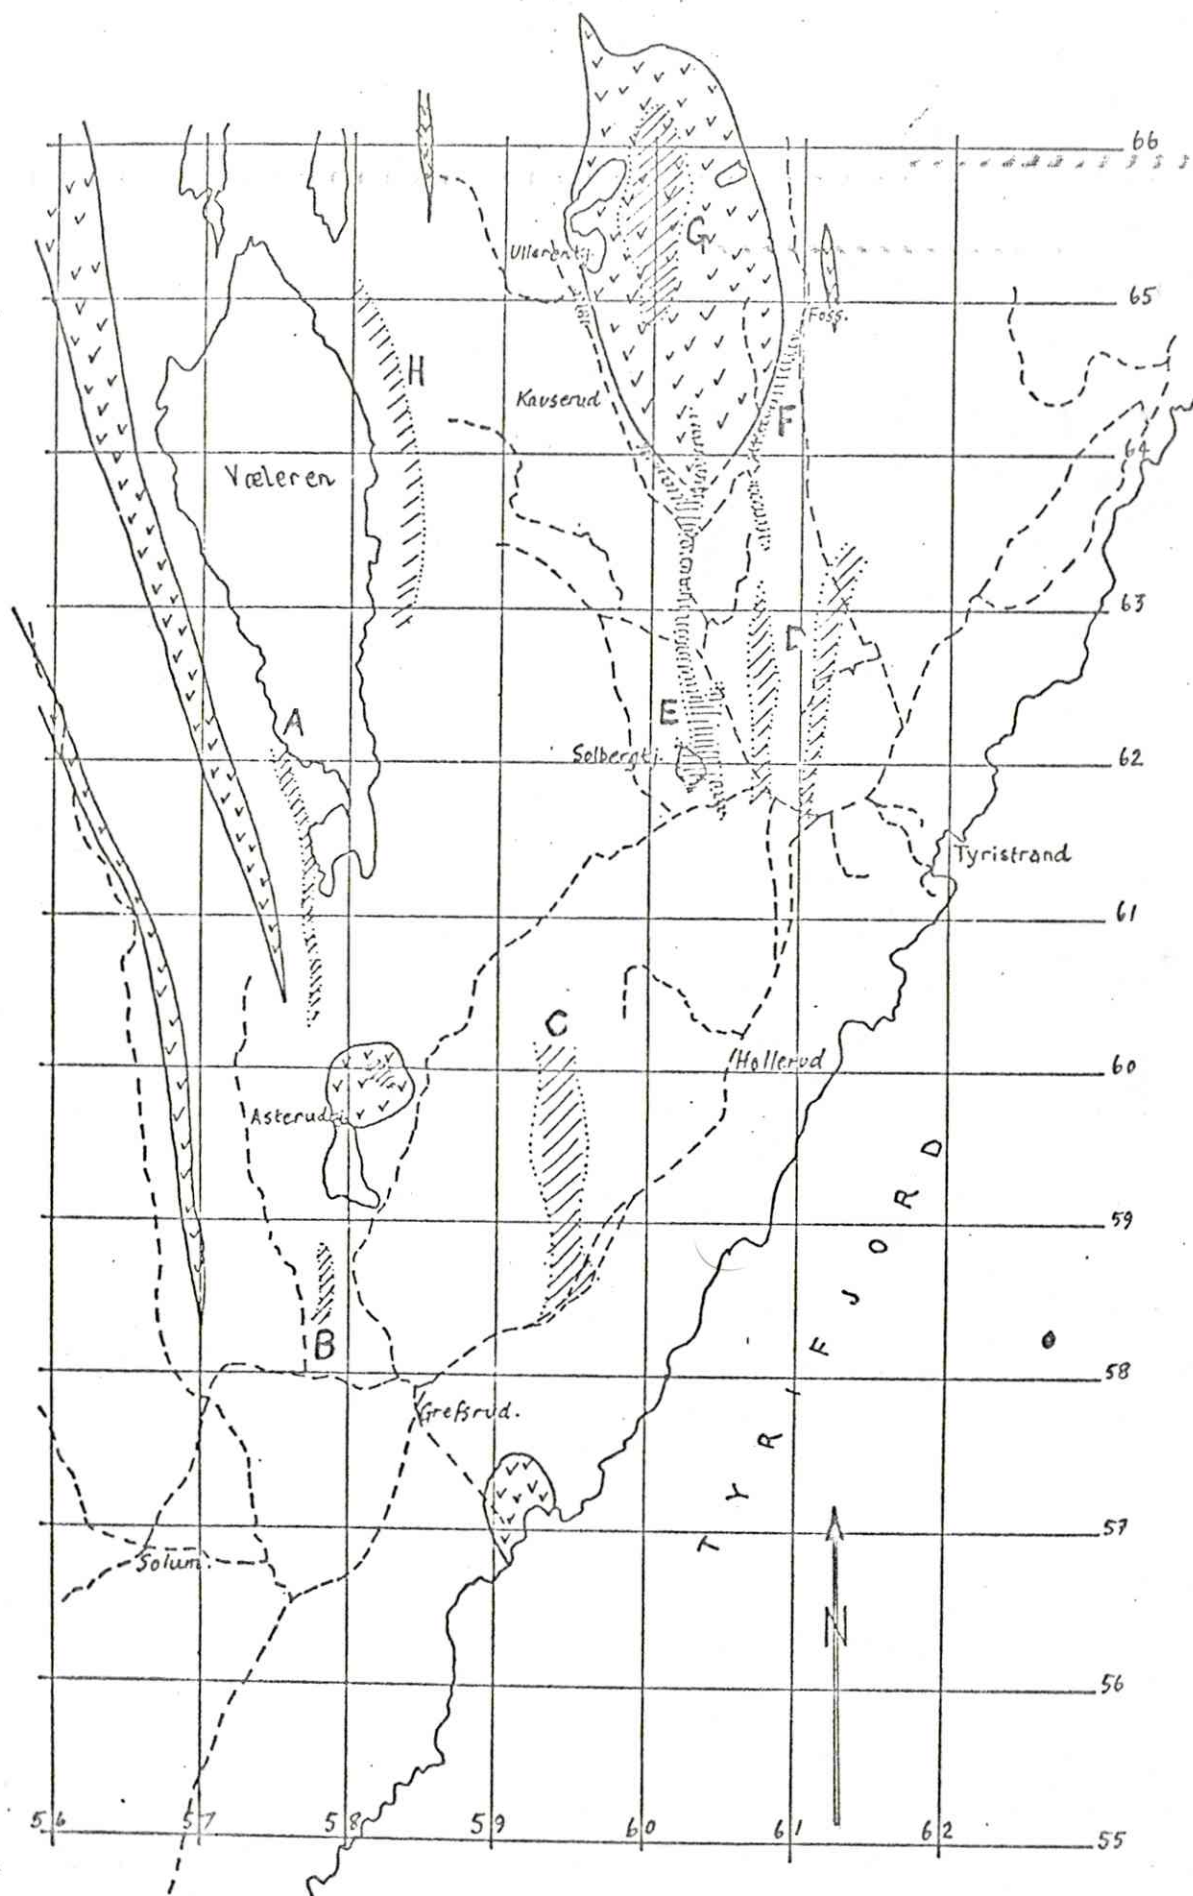 66
G
Ullerentj.
65
Foss.
H
Kauserud
F
64
Væleren
63
D
E
A
Solbergtj.
62
Tyristrand
61
C
Hollerud
60
Asterudtj.
59
B
58
Grefsrud.
TYRIFJORD
57
Solum.
N
56
56 57 58 59 60 61 62
55